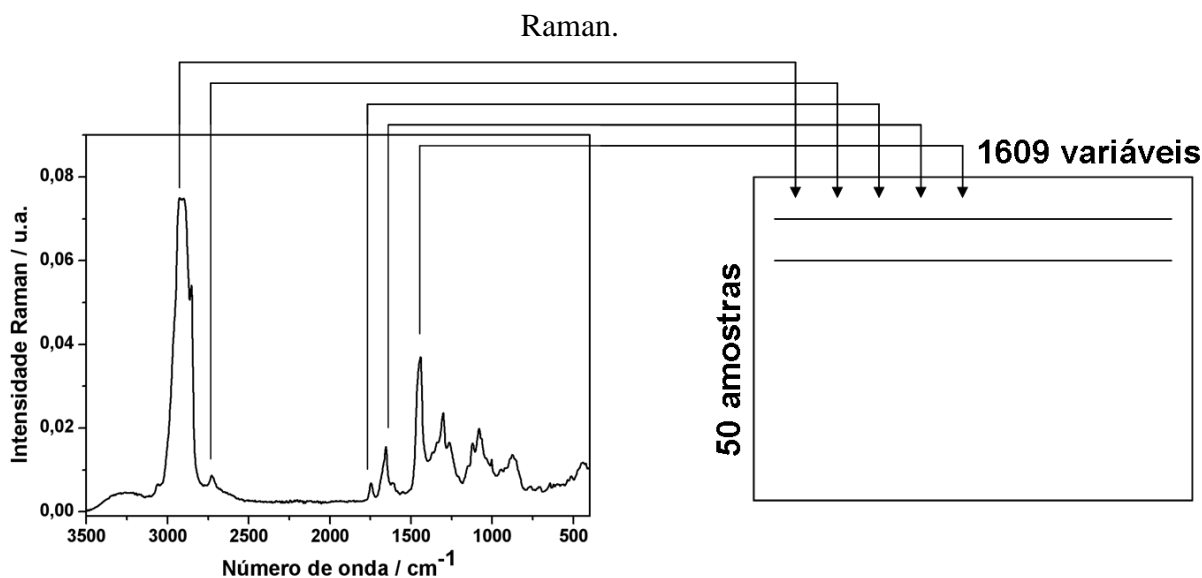 Raman.
1609 variáveis
50 amostras
Intensidade Raman / u.a.
0,08
0,06
0,04
0,02
0,00
3500 3000 2500 2000 1500 1000 500
Número de onda / cm-1